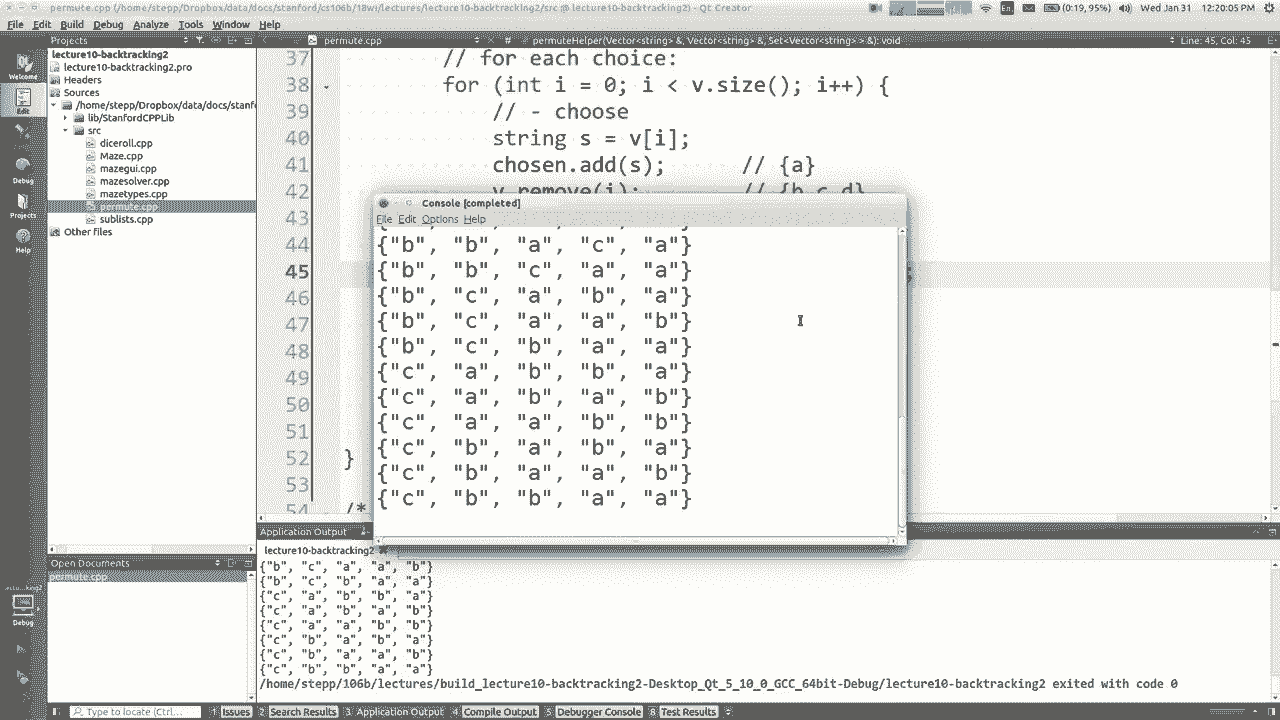 permute.cpp (/home/stepp/Dropbox/data/docs/stanford/cs106b/18wi/lectures/lecture10-backtracking2/src @ lecture10-backtracking2) - Qt Creator
En (0:19, 95%) Wed Jan 31 12:20:05 PM
File Edit Build Debug Analyze Tools Window Help
Projects permute.cpp permuteHelper(Vector<string> &, Vector<string> &, Set<Vector<string> > &): void Line: 45, Col: 45
Welcome
Edit
Debug
Projects
Help
lecture10-backtracking2
lecture10-backtracking2.pro
Headers
Sources
/home/stepp/Dropbox/data/docs/stanf
lib/StanfordCPPLib
src
diceroll.cpp
Maze.cpp
mazegui.cpp
mazesolver.cpp
mazetypes.cpp
permute.cpp
sublists.cpp
Other files
37 // for each choice:
38 for (int i = 0; i < v.size(); i++) {
39 // - choose
40 string s = v[i];
41 chosen.add(s); // {a}
42 v.remove(i); // {b,c,d}
43
44
45
46
47
48
49
50
51
52 }
53
54 /*
Console [completed]
File Edit Options Help
{"b", "b", "a", "c", "a"}
{"b", "b", "c", "a", "a"}
{"b", "c", "a", "b", "a"}
{"b", "c", "a", "a", "b"}
{"b", "c", "b", "a", "a"}
{"c", "a", "b", "b", "a"}
{"c", "a", "b", "a", "b"}
{"c", "a", "a", "b", "b"}
{"c", "b", "a", "b", "a"}
{"c", "b", "a", "a", "b"}
{"c", "b", "b", "a", "a"}
Application Output
lecture10-backtracking2
{"b", "c", "a", "a", "b"}
{"b", "c", "b", "a", "a"}
{"c", "a", "b", "b", "a"}
{"c", "a", "b", "a", "b"}
{"c", "a", "a", "b", "b"}
{"c", "b", "a", "b", "a"}
{"c", "b", "a", "a", "b"}
{"c", "b", "b", "a", "a"}
/home/stepp/106b/lectures/build_lecture10-backtracking2-Desktop_Qt_5_10_0_GCC_64bit-Debug/lecture10-backtracking2 exited with code 0
Open Documents
permute.cpp
Debug
Type to locate (Ctrl... 1 Issues 2 Search Results 3 Application Output 4 Compile Output 5 Debugger Console 8 Test Results